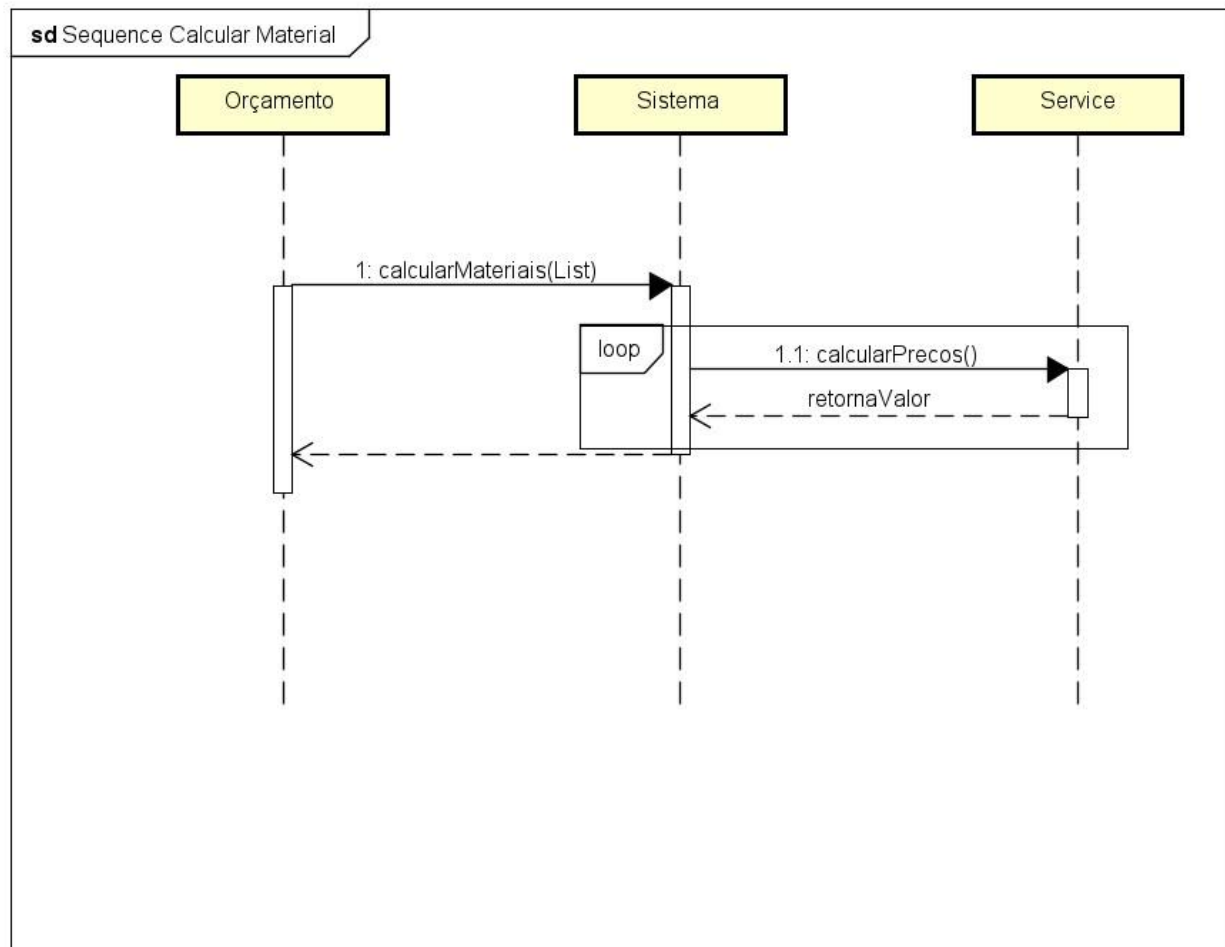 sd Sequence Calcular Material
Orçamento
Sistema
Service
1: calcularMateriais(List)
loop
1.1: calcularPrecos()
retornaValor